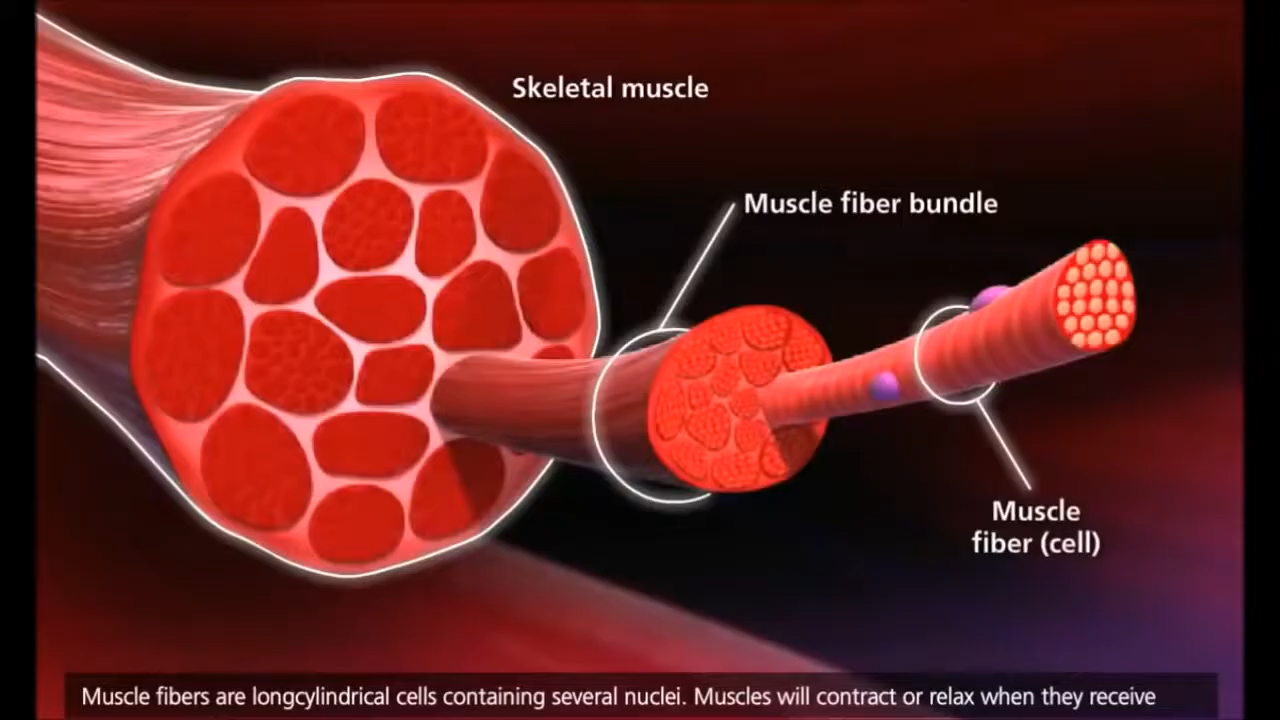 Skeletal muscle
Muscle fiber bundle
Muscle
fiber (cell)
Muscle fibers are longcylindrical cells containing several nuclei. Muscles will contract or relax when they receive